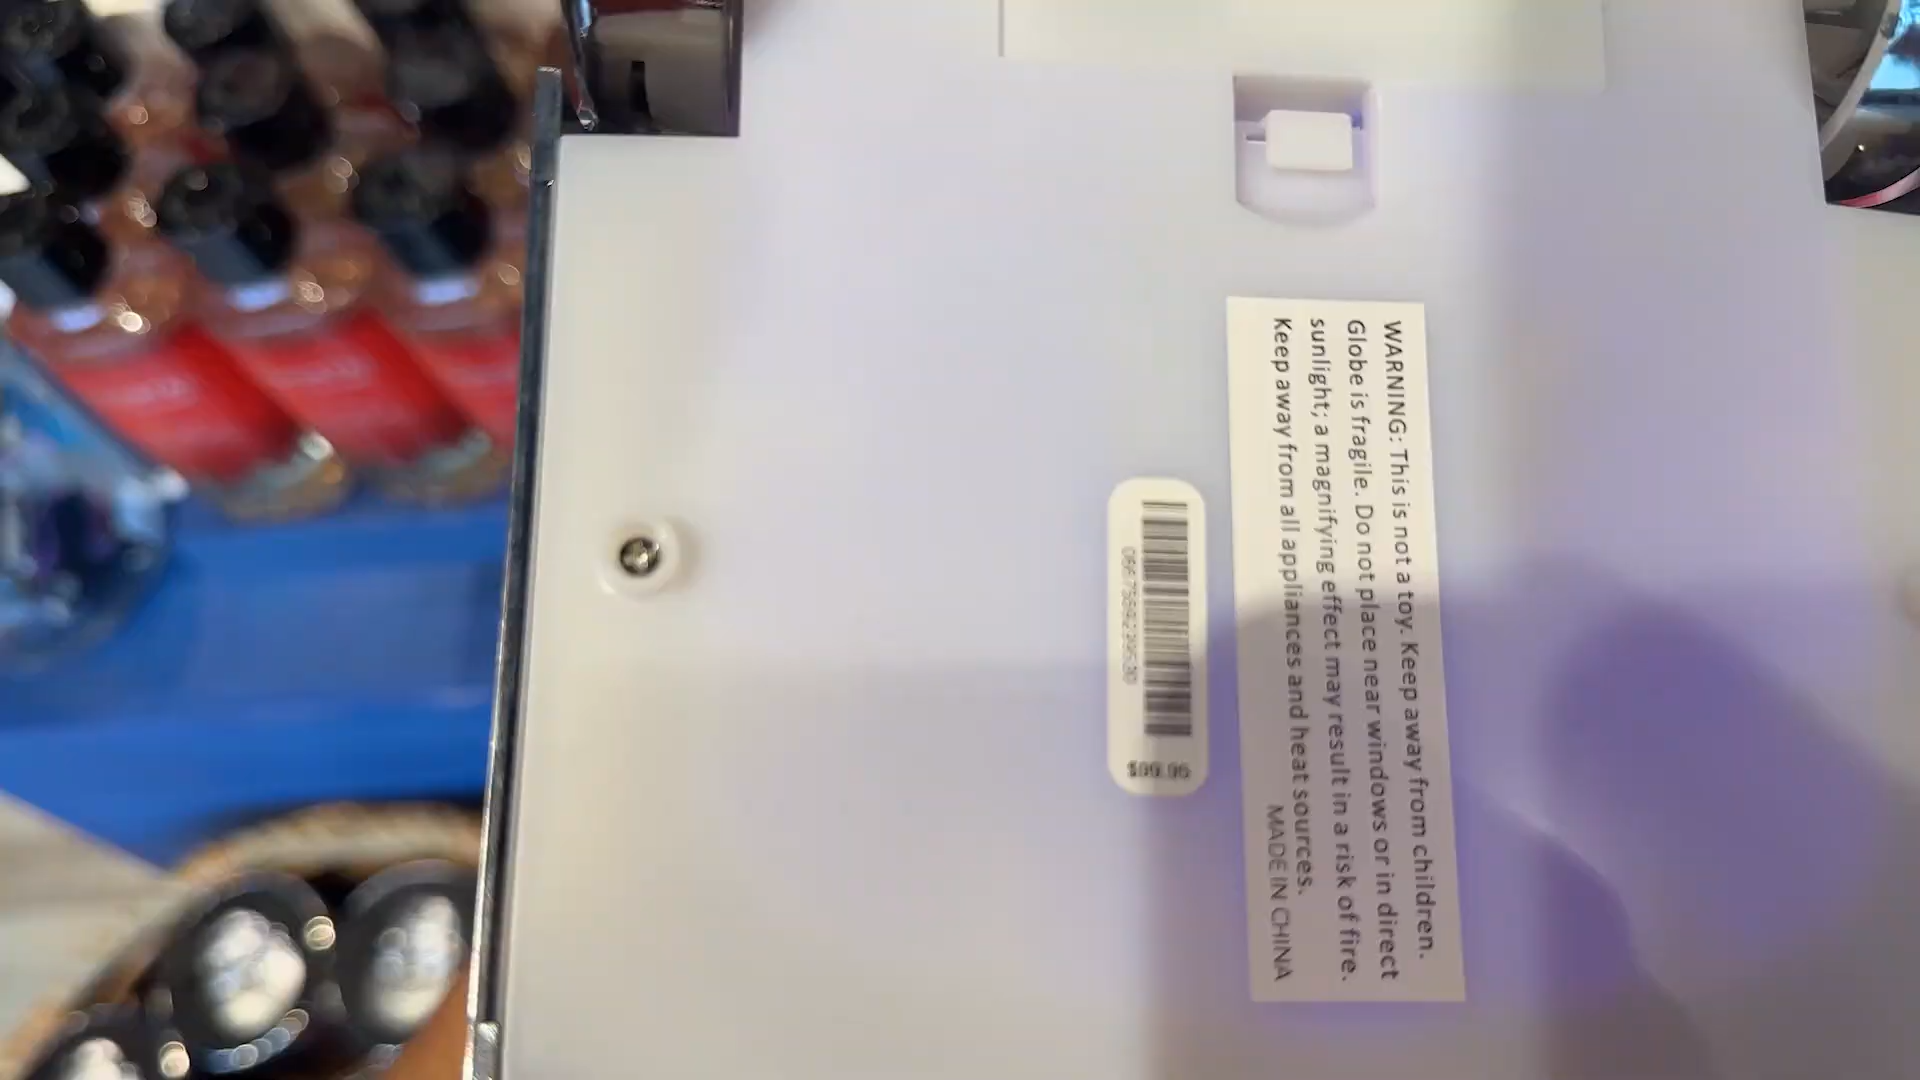 WARNING: This is not a toy. Keep away from children.
Globe is fragile. Do not place near windows or in direct
sunlight; a magnifying effect may result in a risk of fire.
Keep away from all appliances and heat sources.
MADE IN CHINA